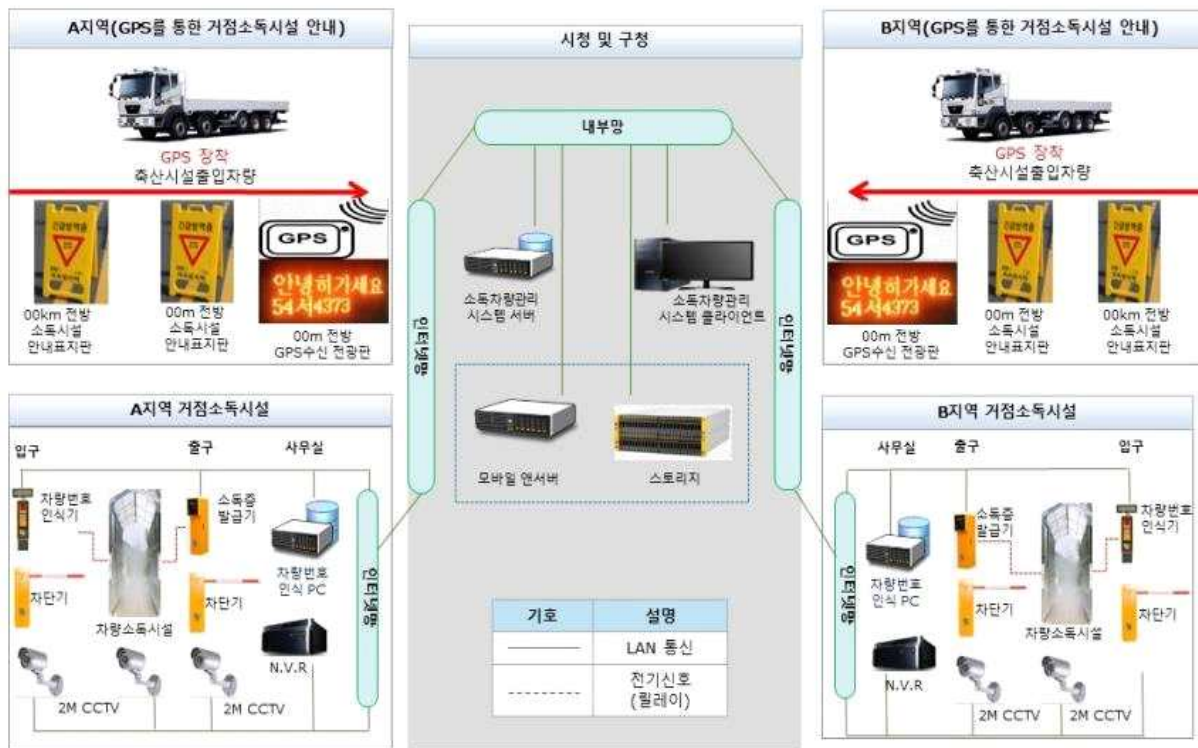 A지역(GPS를 통한 거점소독시설 안내)
GPS 장착
축산시설출입차량
GPS
안녕히가세요
54서4373
00km 전방
소독시설
안내표지판
00m 전방
소독시설
안내표지판
00m 전방
GPS수신 전광판
시청 및 구청
내부망
인터넷망
인터넷망
소독차량관리
시스템 서버
소독차량관리
시스템 클라이언트
모바일 앤서버
스토리지
기호
설명
LAN 통신
전기신호
(릴레이)
B지역(GPS를 통한 거점소독시설 안내)
GPS 장착
축산시설출입차량
GPS
안녕히가세요
54서4373
00m 전방
GPS수신 전광판
00m 전방
소독시설
안내표지판
00km 전방
소독시설
안내표지판
A지역 거점소독시설
입구
출구
사무실
차량번호
인식기
소독증
발급기
차량번호
인식 PC
차단기
차량소독시설
차단기
N.V.R
2M CCTV
2M CCTV
인터넷망
B지역 거점소독시설
사무실
출구
입구
소독증
발급기
차량번호
인식기
차량번호
인식 PC
차단기
차량소독시설
차단기
N.V.R
2M CCTV
2M CCTV
인터넷망